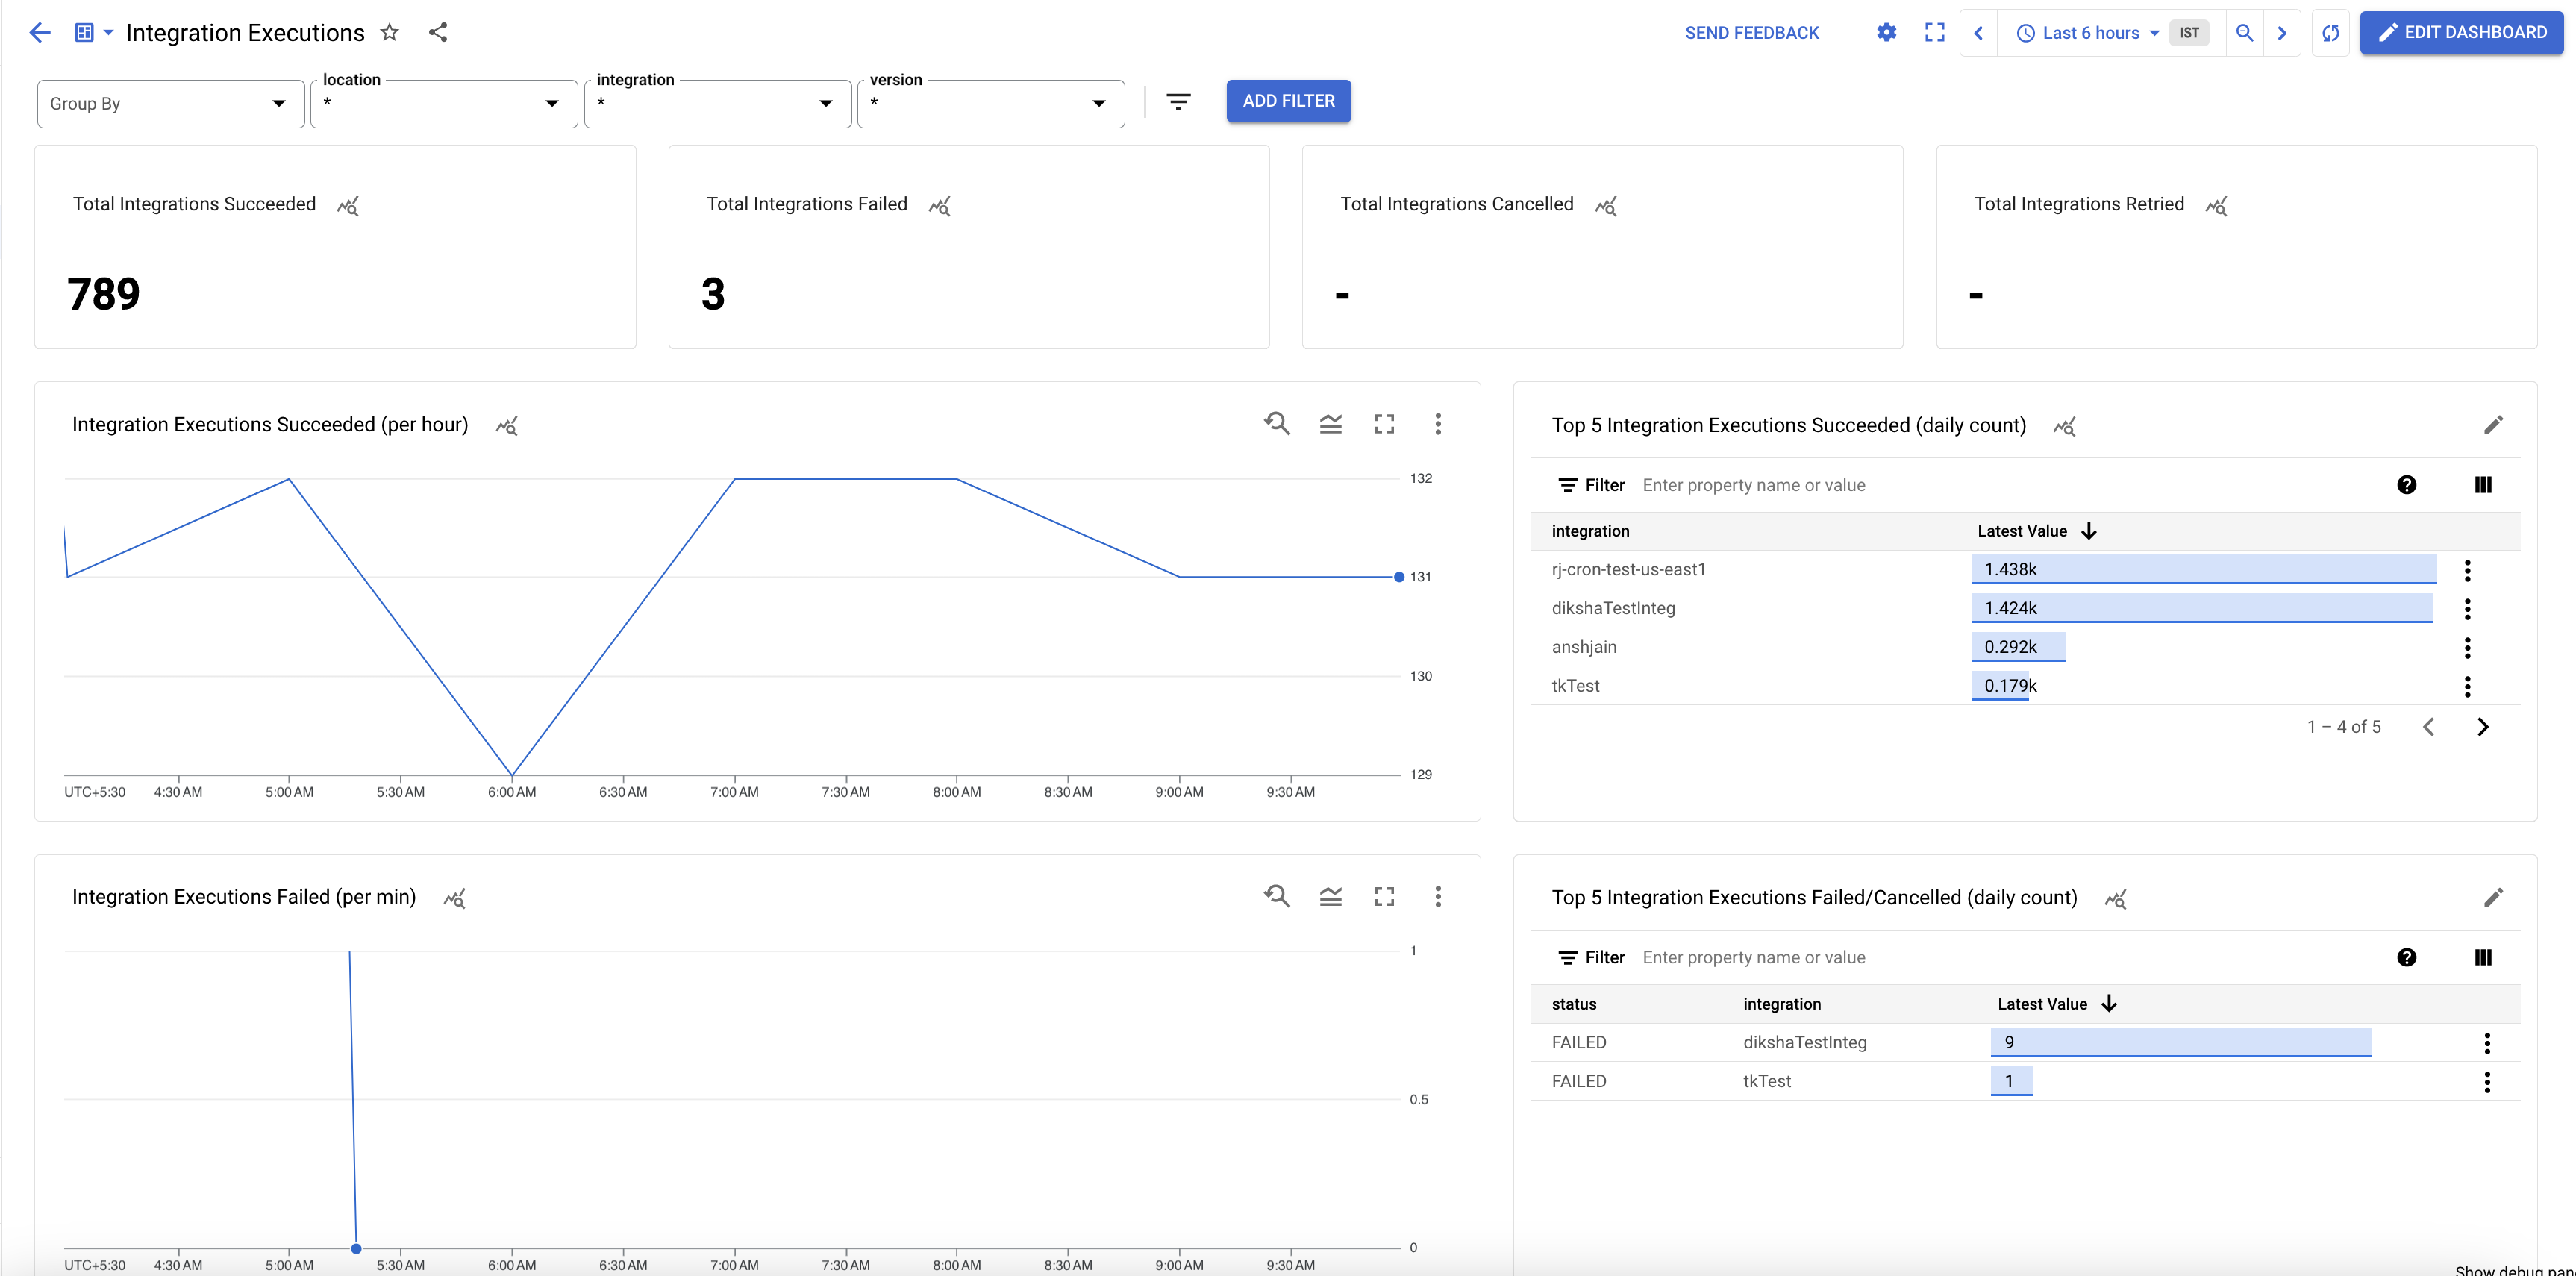 Integration Executions
SEND FEEDBACK
Last 6 hours IST
EDIT DASHBOARD
Group By
location
*
integration
*
version
*
ADD FILTER
Total Integrations Succeeded
789
Total Integrations Failed
3
Total Integrations Cancelled
-
Total Integrations Retried
-
Integration Executions Succeeded (per hour)
132
131
130
129
UTC+5:30 4:30 AM 5:00 AM 5:30 AM 6:00 AM 6:30 AM 7:00 AM 7:30 AM 8:00 AM 8:30 AM 9:00 AM 9:30 AM
Top 5 Integration Executions Succeeded (daily count)
Filter Enter property name or value
integration Latest Value
rj-cron-test-us-east1 1.438k
dikshaTestInteg 1.424k
anshjain 0.292k
tkTest 0.179k
1 – 4 of 5
Integration Executions Failed (per min)
1
0.5
0
UTC+5:30 4:30 AM 5:00 AM 5:30 AM 6:00 AM 6:30 AM 7:00 AM 7:30 AM 8:00 AM 8:30 AM 9:00 AM 9:30 AM
Top 5 Integration Executions Failed/Cancelled (daily count)
Filter Enter property name or value
status integration Latest Value
FAILED dikshaTestInteg 9
FAILED tkTest 1
Show debug pan